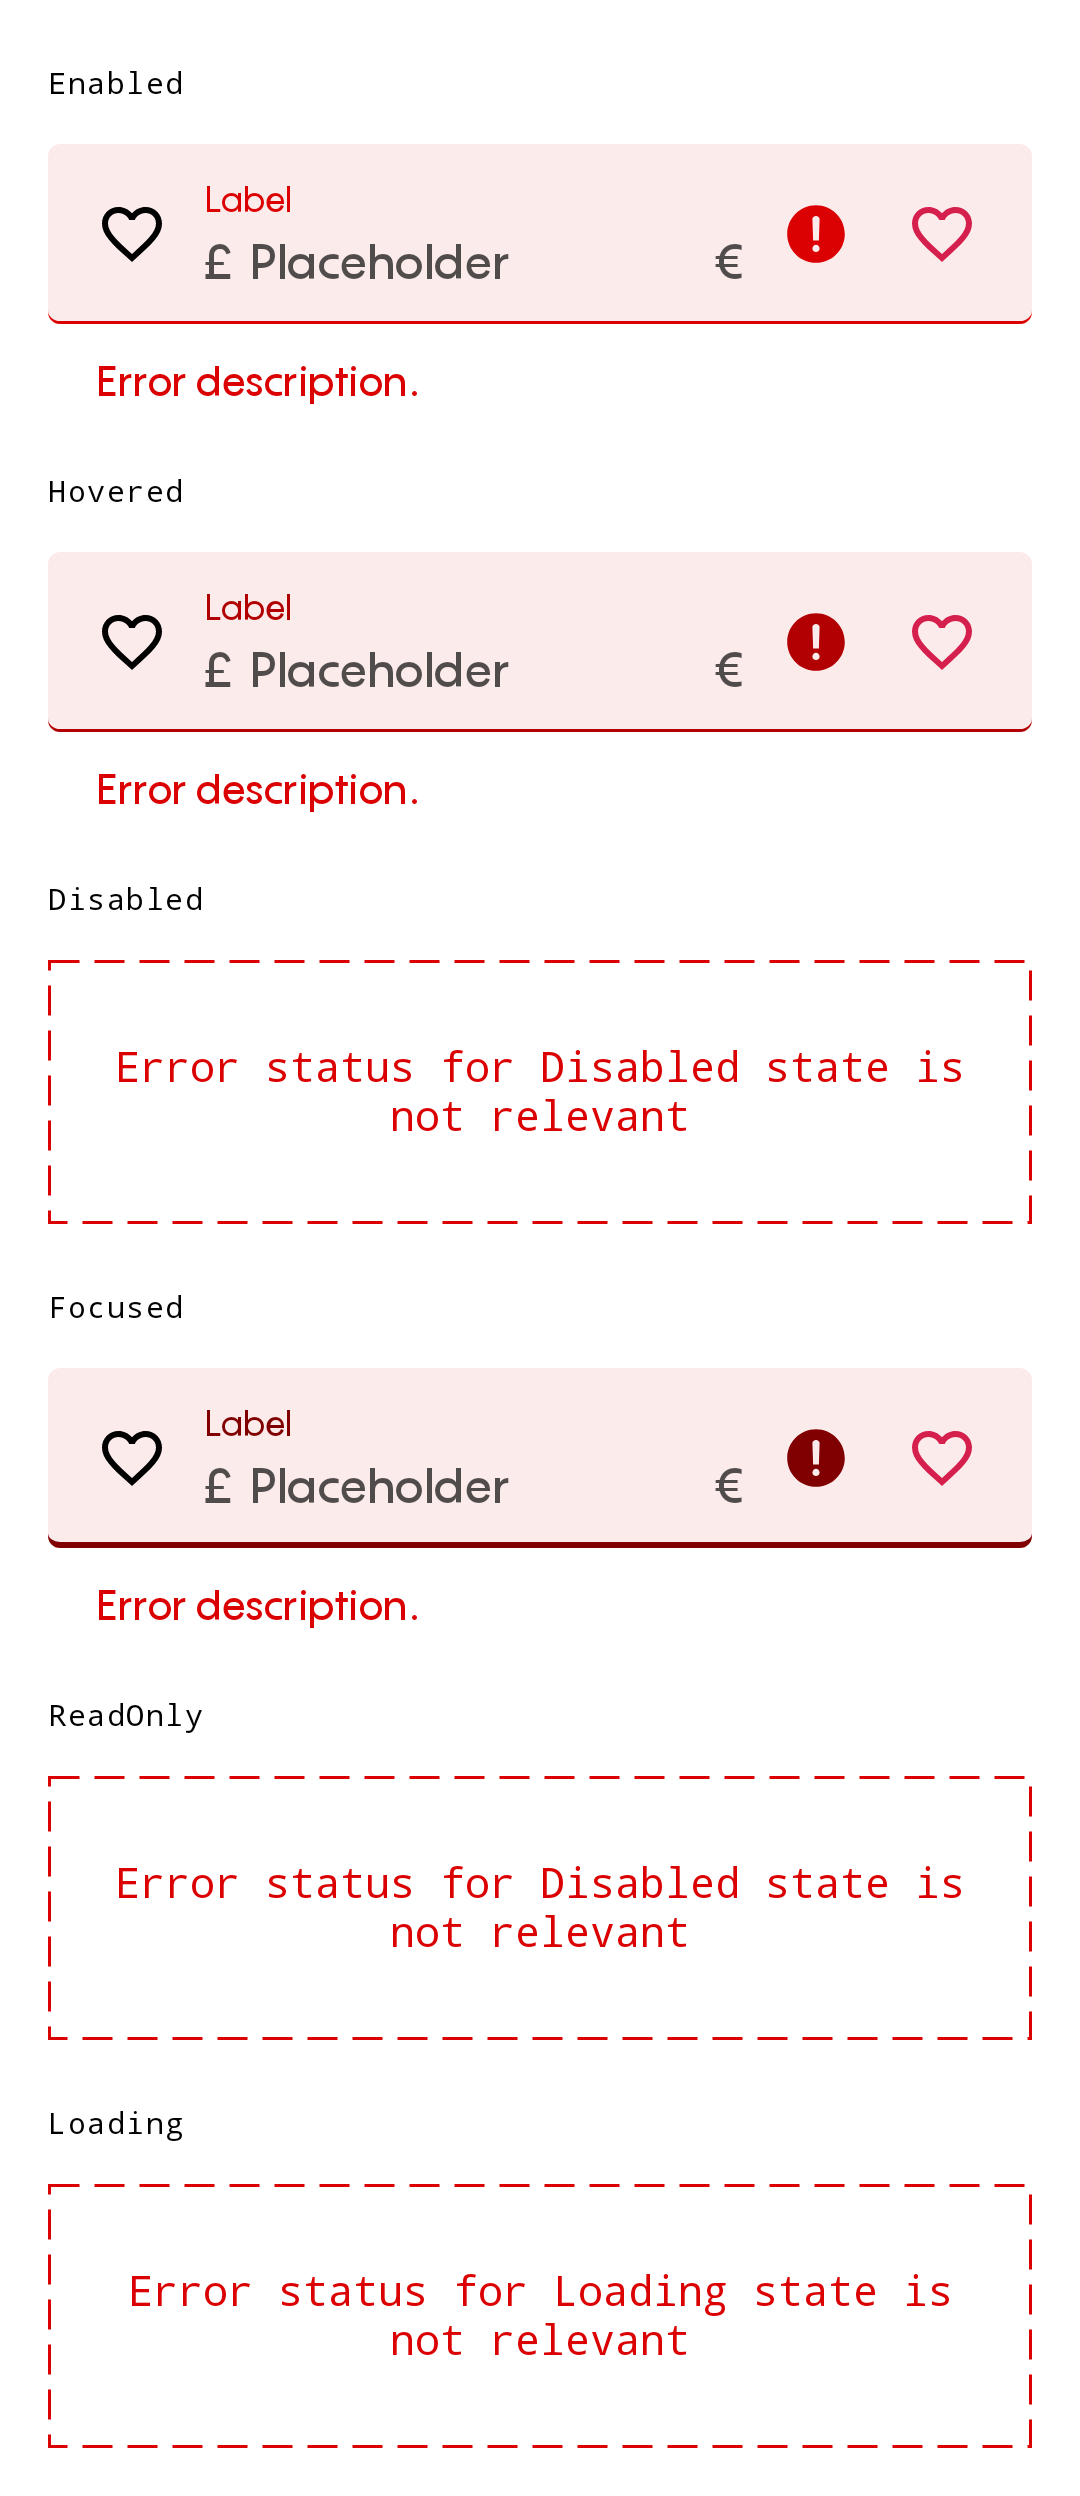 Enabled
Label
£ Placeholder €
Error description.
Hovered
Label
£ Placeholder €
Error description.
Disabled
Error status for Disabled state is
not relevant
Focused
Label
£ Placeholder €
Error description.
ReadOnly
Error status for Disabled state is
not relevant
Loading
Error status for Loading state is
not relevant